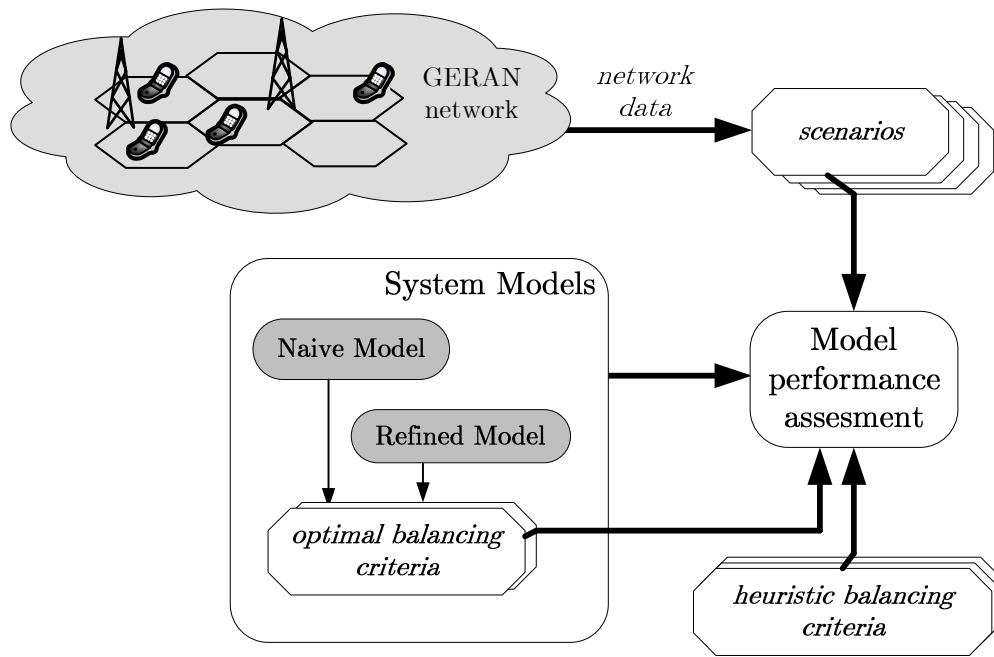 GERAN
network
network
data
scenarios
System Models
Naive Model
Refined Model
optimal balancing
criteria
Model
performance
assesment
heuristic balancing
criteria